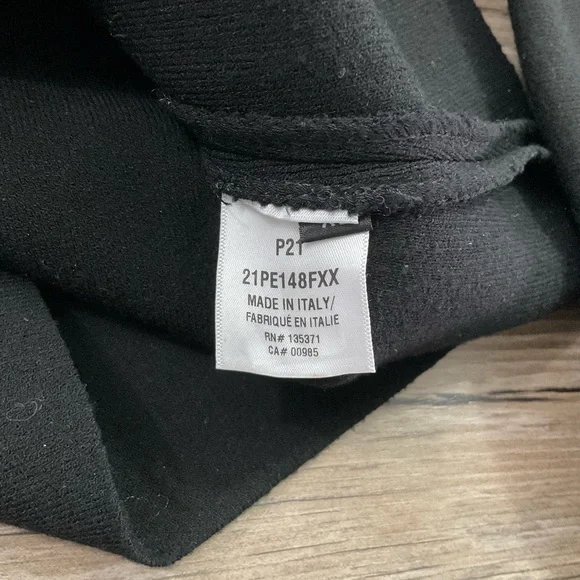 P21
21PE148FXX
MADE IN ITALY/
FABRIQUÉ EN ITALIE
RN# 135371
CA# 00985